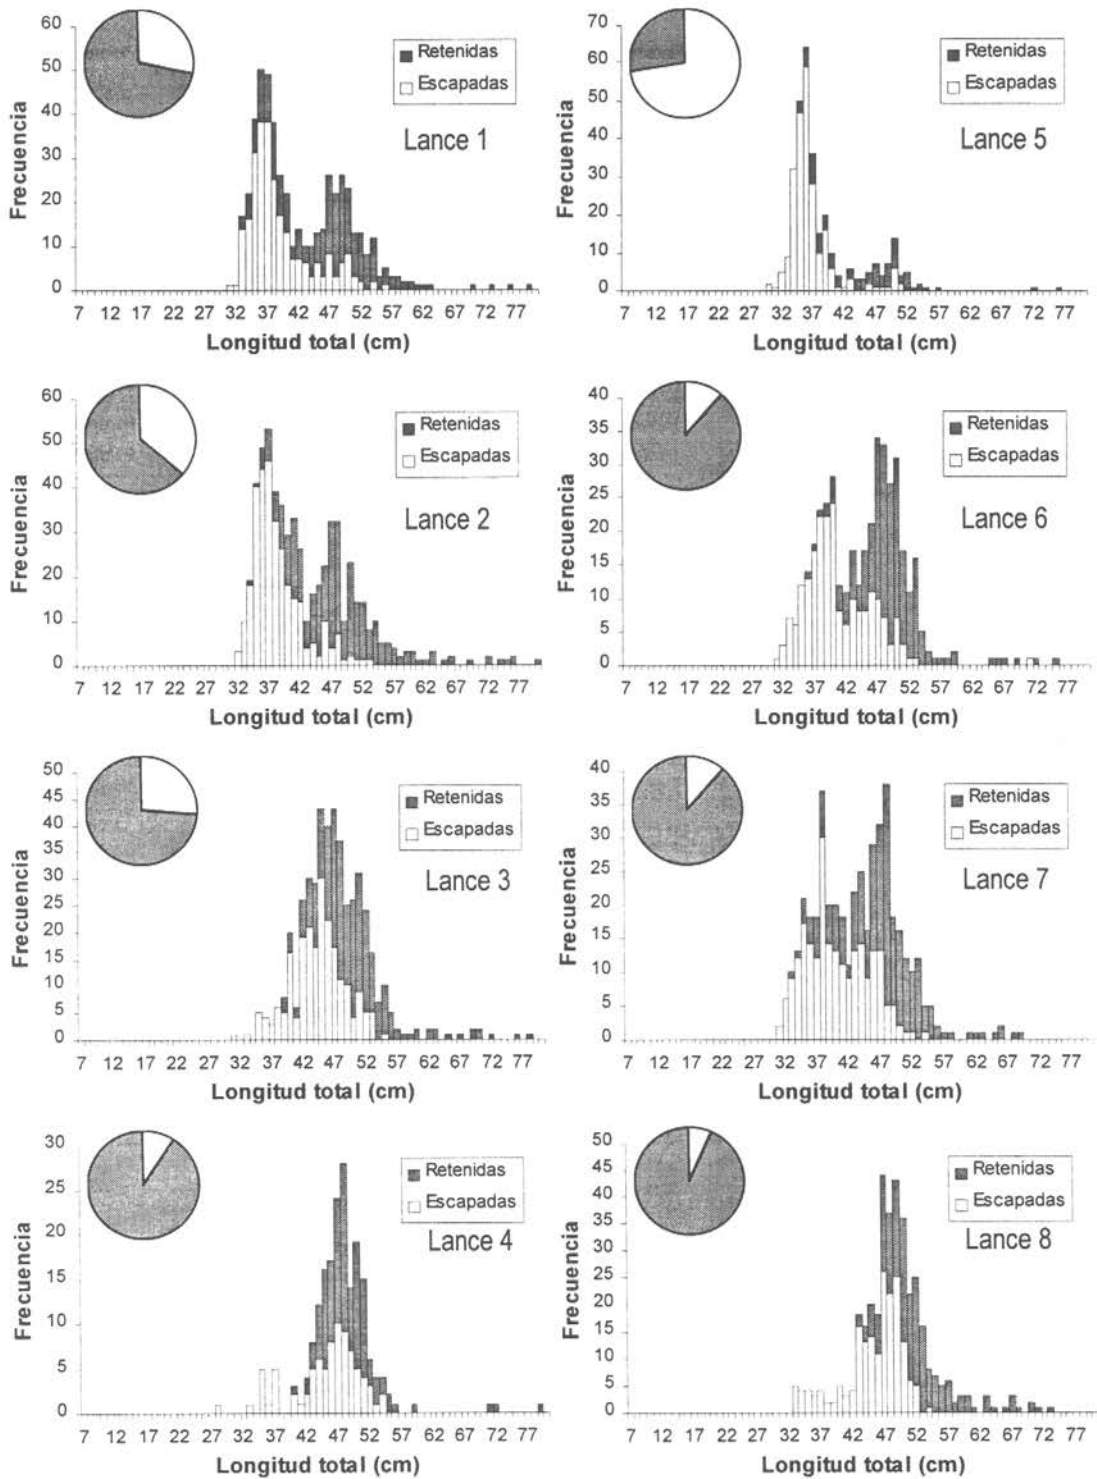 60
50
40
30
20
10
0
Frecuencia
Retenidas
Escapadas
Lance 1
7 12 17 22 27 32 37 42 47 52 57 62 67 72 77
Longitud total (cm)
70
60
50
40
30
20
10
0
Frecuencia
Retenidas
Escapadas
Lance 5
7 12 17 22 27 32 37 42 47 52 57 62 67 72 77
Longitud total (cm)
60
50
40
30
20
10
0
Frecuencia
Retenidas
Escapadas
Lance 2
7 12 17 22 27 32 37 42 47 52 57 62 67 72 77
Longitud total (cm)
40
35
30
25
20
15
10
5
0
Frecuencia
Retenidas
Escapadas
Lance 6
7 12 17 22 27 32 37 42 47 52 57 62 67 72 77
Longitud total (cm)
50
45
40
35
30
25
20
15
10
5
0
Frecuencia
Retenidas
Escapadas
Lance 3
7 12 17 22 27 32 37 42 47 52 57 62 67 72 77
Longitud total (cm)
40
35
30
25
20
15
10
5
0
Frecuencia
Retenidas
Escapadas
Lance 7
7 12 17 22 27 32 37 42 47 52 57 62 67 72 77
Longitud total (cm)
30
25
20
15
10
5
0
Frecuencia
Retenidas
Escapadas
Lance 4
7 12 17 22 27 32 37 42 47 52 57 62 67 72 77
Longitud total (cm)
50
45
40
35
30
25
20
15
10
5
0
Frecuencia
Retenidas
Escapadas
Lance 8
7 12 17 22 27 32 37 42 47 52 57 62 67 72 77
Longitud total (cm)